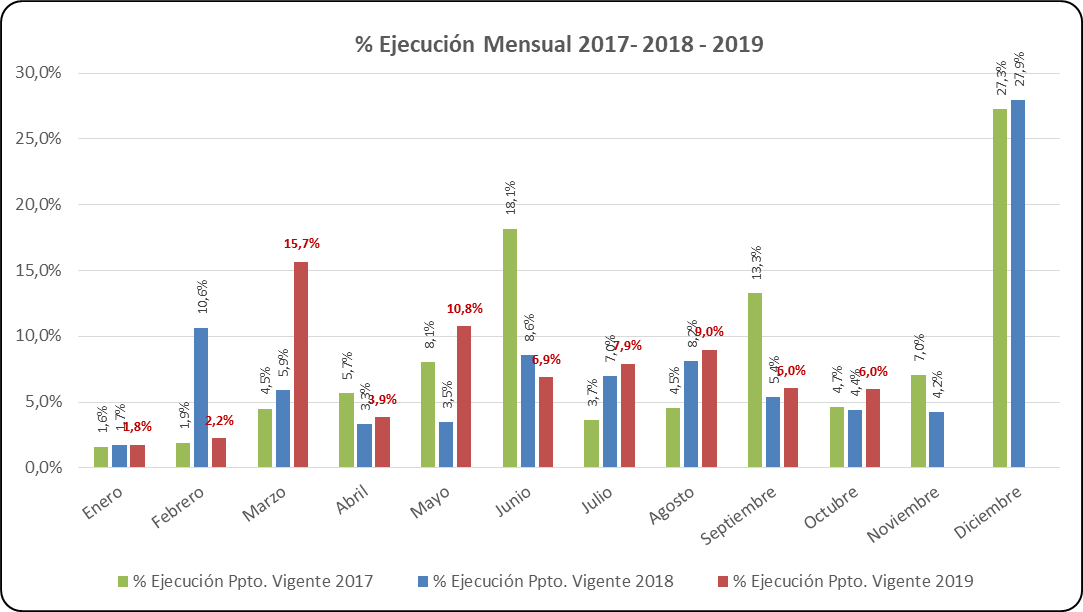 % Ejecución Mensual 2017- 2018 - 2019
30,0%
25,0%
20,0%
15,0%
10,0%
5,0%
0,0%
1,6%
1,7%
1,8%
1,9%
10,6%
2,2%
4,5%
5,9%
15,7%
5,7%
3,3%
3,9%
8,1%
3,5%
10,8%
18,1%
8,6%
6,9%
3,7%
7,0%
7,9%
4,5%
8,2%
9,0%
13,3%
5,4%
6,0%
4,7%
4,4%
6,0%
7,0%
4,2%
27,3%
27,9%
Enero
Febrero
Marzo
Abril
Mayo
Junio
Julio
Agosto
Septiembre
Octubre
Noviembre
Diciembre
% Ejecución Ppto. Vigente 2017
% Ejecución Ppto. Vigente 2018
% Ejecución Ppto. Vigente 2019